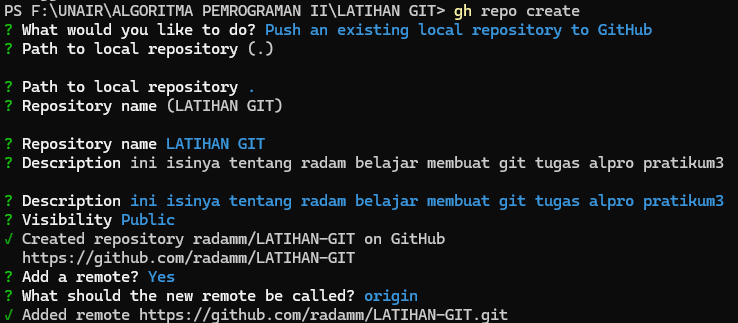 PS F:\UNAIR\ALGORITMA PEMROGRAMAN II\LATIHAN GIT> gh repo create
? What would you like to do? Push an existing local repository to GitHub
? Path to local repository (.)
? Path to local repository .
? Repository name (LATIHAN GIT)
? Repository name LATIHAN GIT
? Description ini isinya tentang radam belajar membuat git tugas alpro pratikum3
? Description ini isinya tentang radam belajar membuat git tugas alpro pratikum3
? Visibility Public
✓ Created repository radamm/LATIHAN-GIT on GitHub
https://github.com/radamm/LATIHAN-GIT
? Add a remote? Yes
? What should the new remote be called? origin
✓ Added remote https://github.com/radamm/LATIHAN-GIT.git